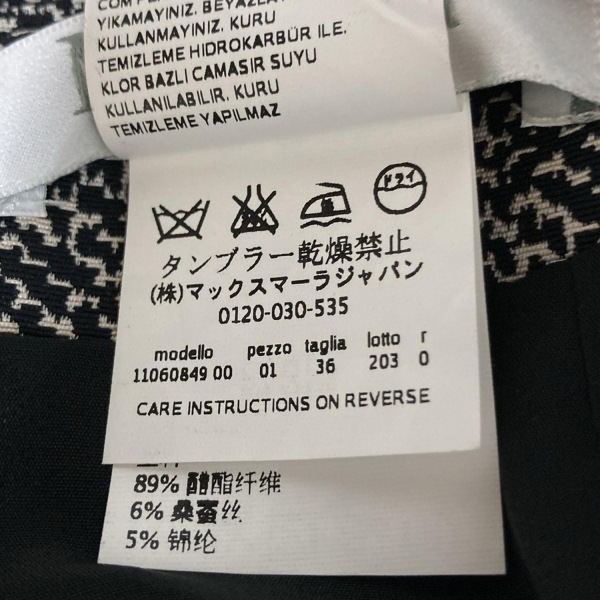 YIKAMAYINIZ. BEYAZLA
KULLANMAYINIZ. KURU
TEMIZLEME HIDROKARBÜR ILE.
KLOR BAZLI CAMASIR SUYU
KULLANILABILIR. KURU
TEMIZLEME YAPILMAZ
ドライ
タンブラー乾燥禁止
(株)マックスマーラジャパン
0120-030-535
modello pezzo taglia lotto r
11060849 00 01 36 203 0
CARE INSTRUCTIONS ON REVERSE
89% 醋酯纤维
6% 桑蚕丝
5% 锦纶